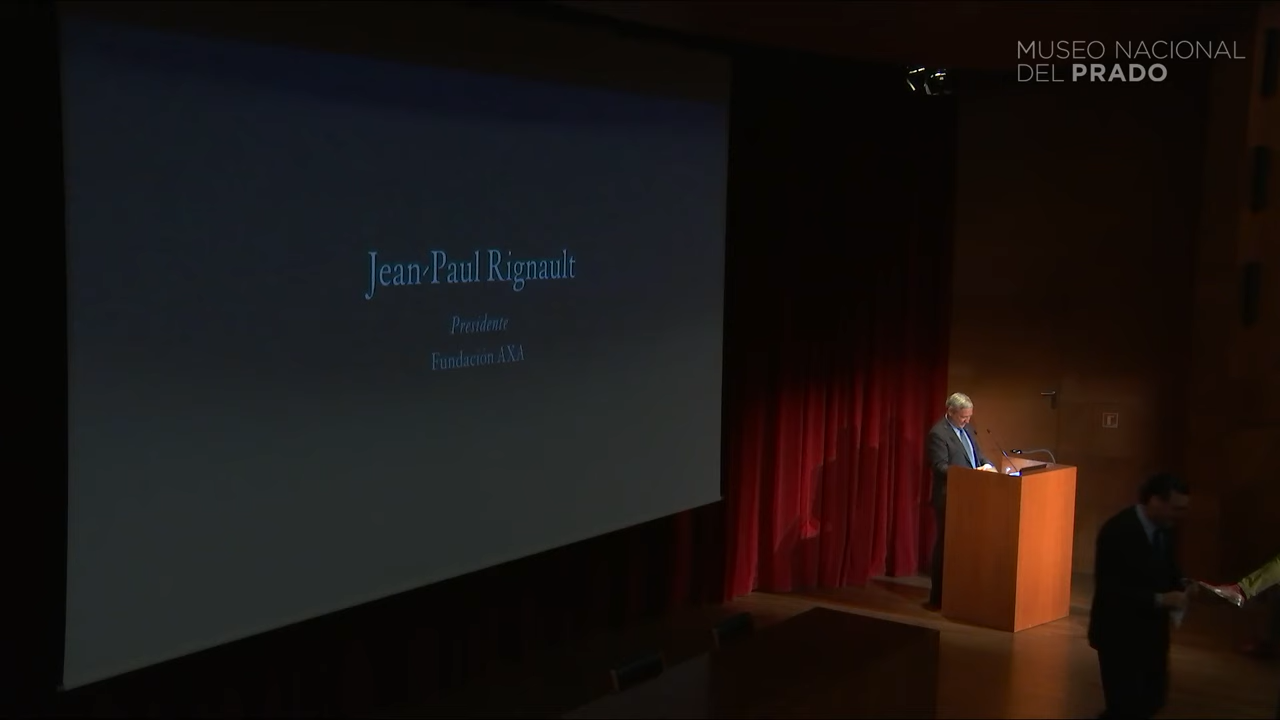 MUSEO NACIONAL
DEL PRADO
Jean-Paul Rignault
Presidente
Fundación AXA